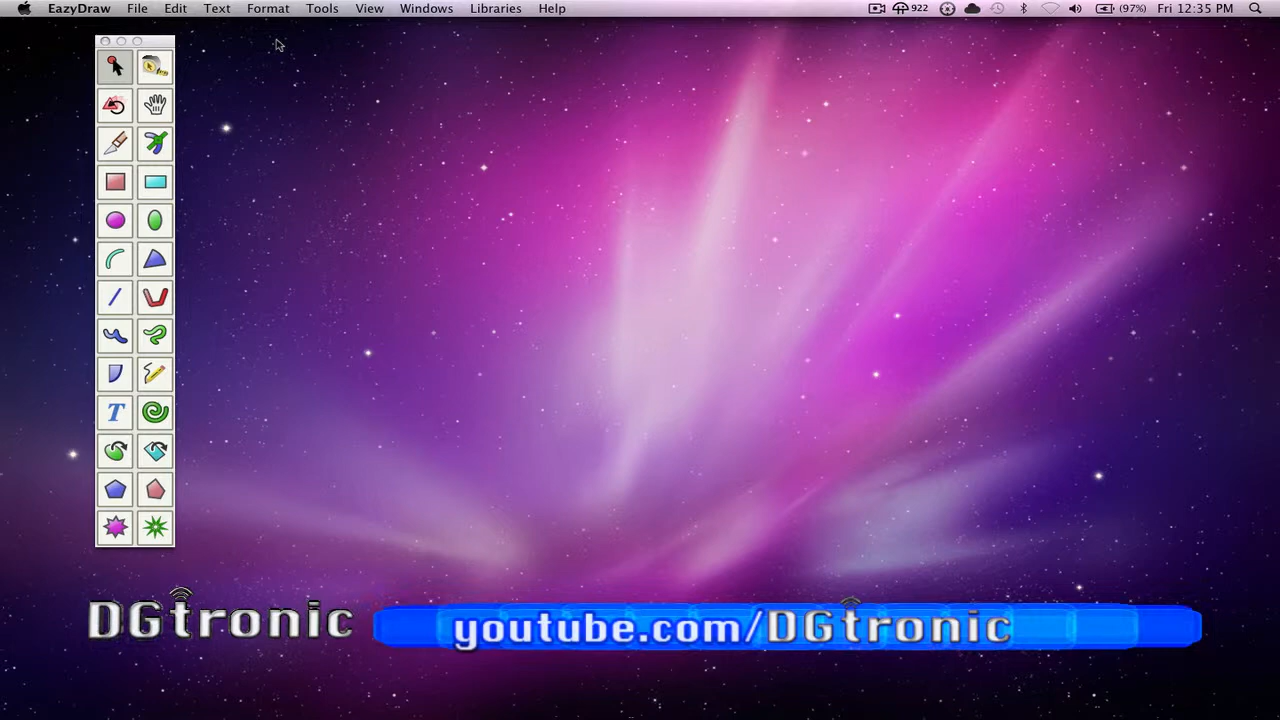 EazyDraw File Edit Text Format Tools View Windows Libraries Help 922 (97%) Fri 12:35 PM
T
DGtronic
youtube.com/DGtronic